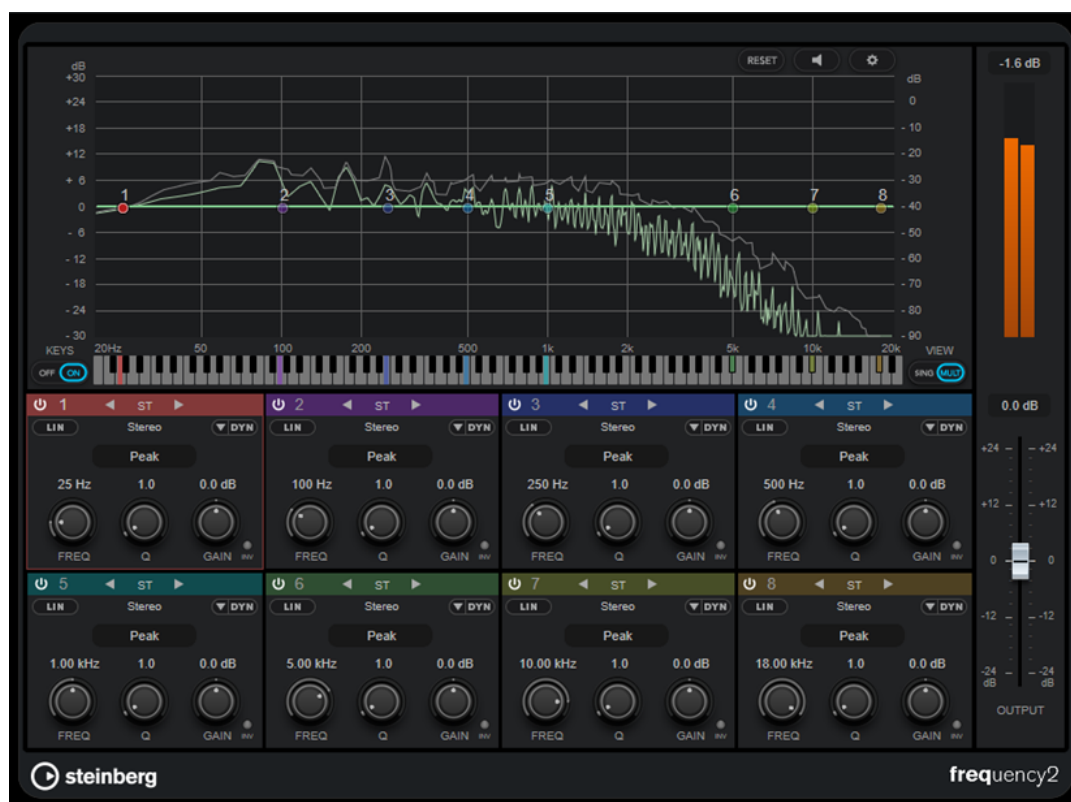 RESET
-1.6 dB
dB
+30
+24
+18
+12
+ 6
0
- 6
- 12
- 18
- 24
- 30
1 2 3 4 5 6 7 8
dB
0
- 10
- 20
- 30
- 40
- 50
- 60
- 70
- 80
- 90
KEYS 20Hz 50 100 200 500 1k 2k 5k 10k 20k VIEW
OFF ON SING MULT
1 ST 2 ST 3 ST 4 ST
LIN Stereo DYN LIN Stereo DYN LIN Stereo DYN LIN Stereo DYN
Peak Peak Peak Peak
25 Hz 1.0 0.0 dB 100 Hz 1.0 0.0 dB 250 Hz 1.0 0.0 dB 500 Hz 1.0 0.0 dB
FREQ Q GAIN INV FREQ Q GAIN INV FREQ Q GAIN INV FREQ Q GAIN INV
5 ST 6 ST 7 ST 8 ST
LIN Stereo DYN LIN Stereo DYN LIN Stereo DYN LIN Stereo DYN
Peak Peak Peak Peak
1.00 kHz 1.0 0.0 dB 5.00 kHz 1.0 0.0 dB 10.00 kHz 1.0 0.0 dB 18.00 kHz 1.0 0.0 dB
FREQ Q GAIN INV FREQ Q GAIN INV FREQ Q GAIN INV FREQ Q GAIN INV
0.0 dB
+24 +24
+12 +12
0 0
-12 -12
-24 -24
dB dB
OUTPUT
steinberg
frequency2